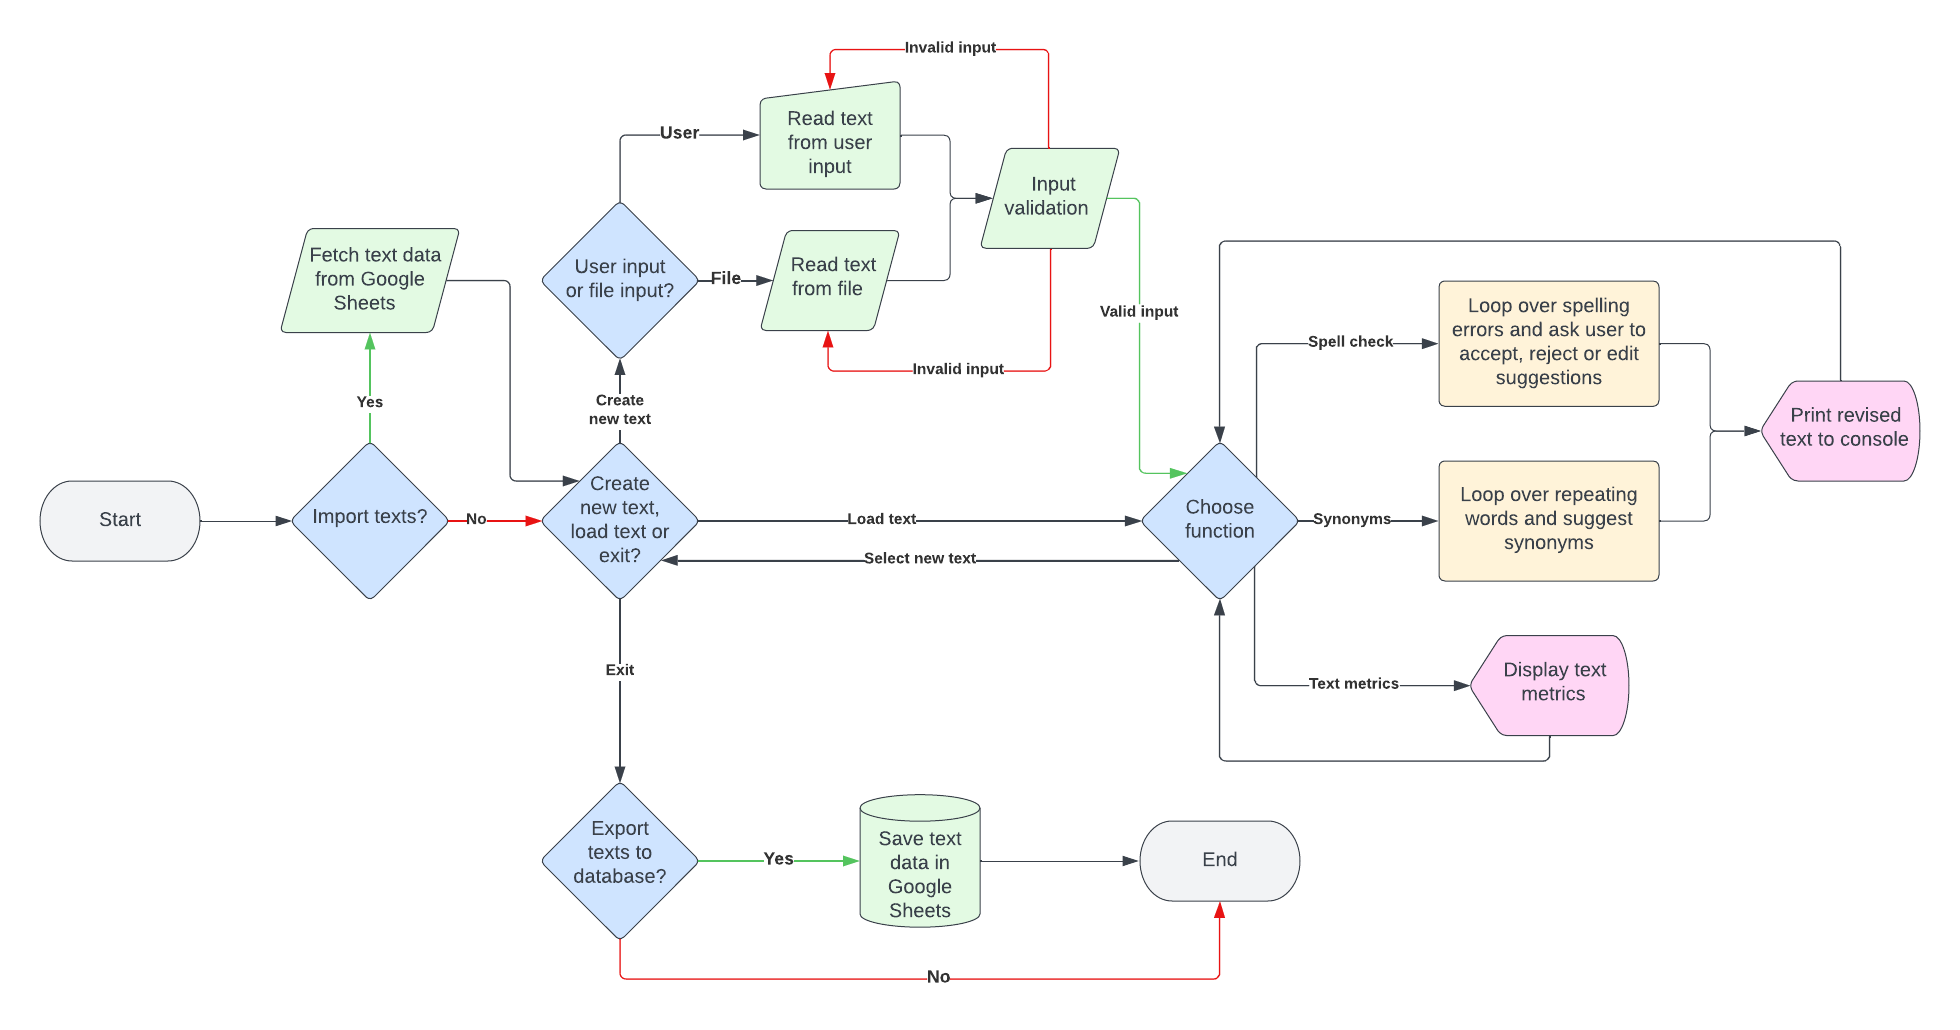 Invalid input
Read text
from user
input
User
Input
validation
Fetch text data
from Google
Sheets
User input
or file input?
File
Read text
from file
Valid input
Invalid input
Loop over spelling
errors and ask user to
accept, reject or edit
suggestions
Spell check
Yes
Create
new text
Print revised
text to console
Start
Import texts?
No
Create
new text,
load text or
exit?
Load text
Select new text
Choose
function
Synonyms
Loop over repeating
words and suggest
synonyms
Exit
Text metrics
Display text
metrics
Export
texts to
database?
Yes
Save text
data in
Google
Sheets
End
No